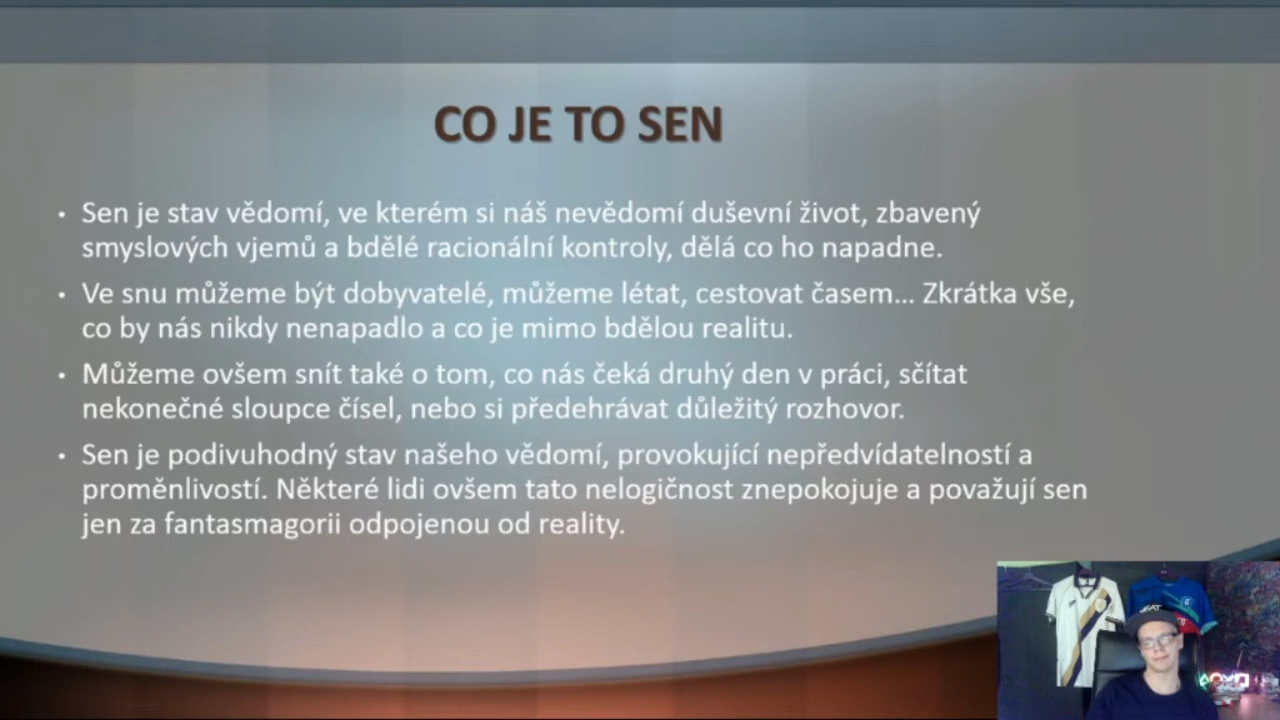 CO JE TO SEN
• Sen je stav vědomí, ve kterém si náš nevědomí duševní život, zbavený
smyslových vjemů a bdělé racionální kontroly, dělá co ho napadne.
• Ve snu můžeme být dobyvatelé, můžeme létat, cestovat časem... Zkrátka vše,
co by nás nikdy nenapadlo a co je mimo bdělou realitu.
• Můžeme ovšem snít také o tom, co nás čeká druhý den v práci, sčítat
nekonečné sloupce čísel, nebo si předehrávat důležitý rozhovor.
• Sen je podivuhodný stav našeho vědomí, provokující nepředvídatelností a
proměnlivostí. Některé lidi ovšem tato nelogičnost znepokojuje a považují sen
jen za fantasmagorii odpojenou od reality.